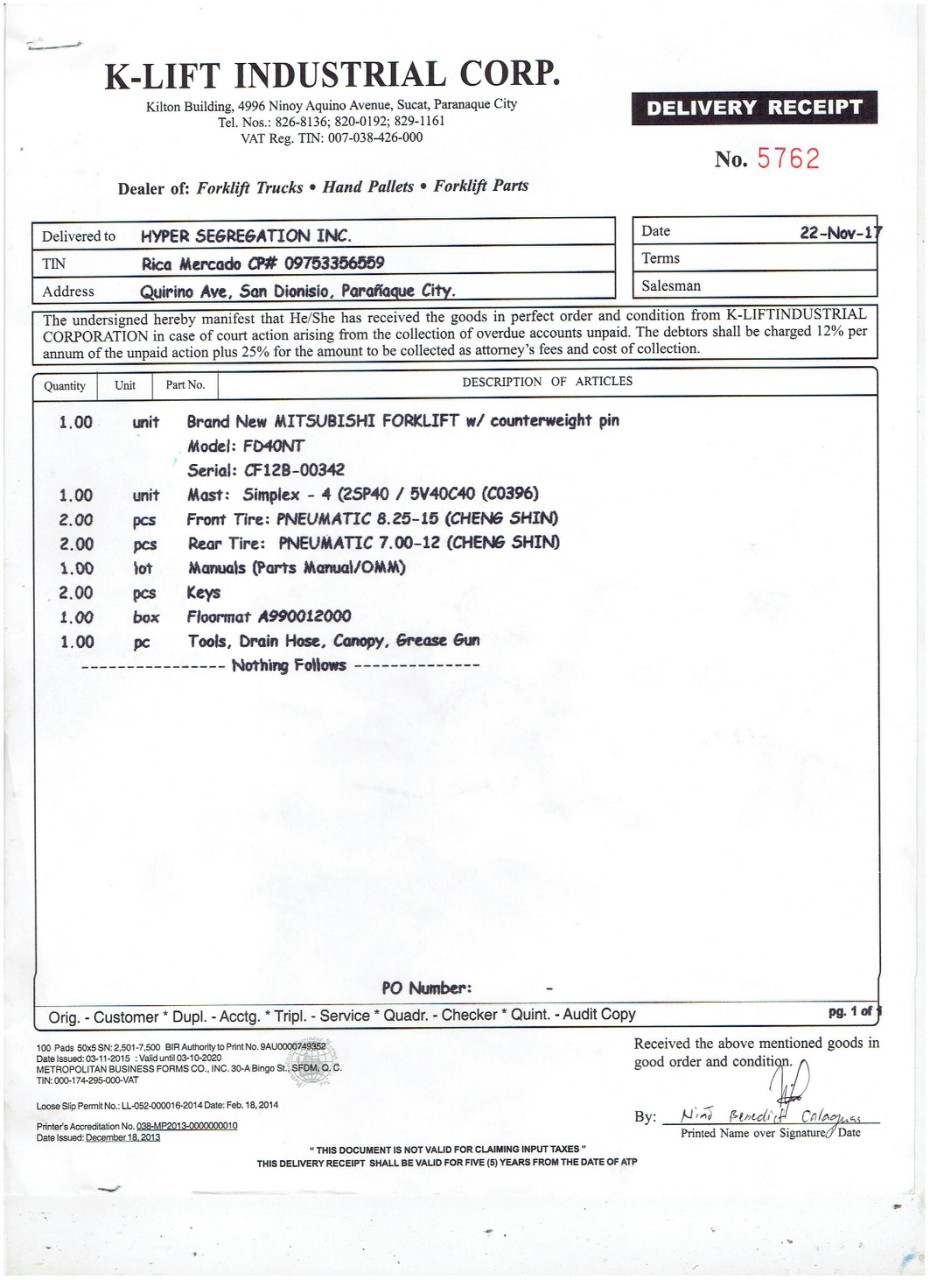 K-LIFT INDUSTRIAL CORP.
Kilton Building, 4996 Ninoy Aquino Avenue, Sucat, Paranaque City
Tel. Nos.: 826-8136; 820-0192; 829-1161
VAT Reg. TIN: 007-038-426-000
DELIVERY RECEIPT
No. 5762
Dealer of: Forklift Trucks • Hand Pallets • Forklift Parts
Delivered to HYPER SEGREGATION INC.
TIN Rica Mercado CP# 09753356559
Address Quirino Ave, San Dionisio, Parañaque City.
Date 22-Nov-17
Terms
Salesman
The undersigned hereby manifest that He/She has received the goods in perfect order and condition from K-LIFTINDUSTRIAL
CORPORATION in case of court action arising from the collection of overdue accounts unpaid. The debtors shall be charged 12% per
annum of the unpaid action plus 25% for the amount to be collected as attorney's fees and cost of collection.
Quantity Unit Part No. DESCRIPTION OF ARTICLES
1.00 unit Brand New MITSUBISHI FORKLIFT w/ counterweight pin
Model: FD40NT
Serial: CF12B-00342
1.00 unit Mast: Simplex - 4 (2SP40 / 5V40C40 (C0396)
2.00 pcs Front Tire: PNEUMATIC 8.25-15 (CHENG SHIN)
2.00 pcs Rear Tire: PNEUMATIC 7.00-12 (CHENG SHIN)
1.00 lot Manuals (Parts Manual/OMM)
2.00 pcs Keys
1.00 box Floormat A990012000
1.00 pc Tools, Drain Hose, Canopy, Grease Gun
---------------- Nothing Follows --------------
PO Number: -
Orig. - Customer * Dupl. - Acctg. * Tripl. - Service * Quadr. - Checker * Quint. - Audit Copy
pg. 1 of 1
100 Pads 50x5 SN: 2,501-7,500 BIR Authority to Print No. 9AU0000749352
Date Issued: 03-11-2015 : Valid until 03-10-2020
METROPOLITAN BUSINESS FORMS CO., INC. 30-A Bingo St., SFDM, Q. C.
TIN: 000-174-295-000-VAT
Loose Slip Permit No.: LL-052-000016-2014 Date: Feb. 18, 2014
Printer's Accreditation No. 038-MP2013-0000000010
Date Issued: December 18, 2013
Received the above mentioned goods in
good order and condition.
By: Niño Benedict Calaguas
Printed Name over Signature/ Date
" THIS DOCUMENT IS NOT VALID FOR CLAIMING INPUT TAXES "
THIS DELIVERY RECEIPT SHALL BE VALID FOR FIVE (5) YEARS FROM THE DATE OF ATP